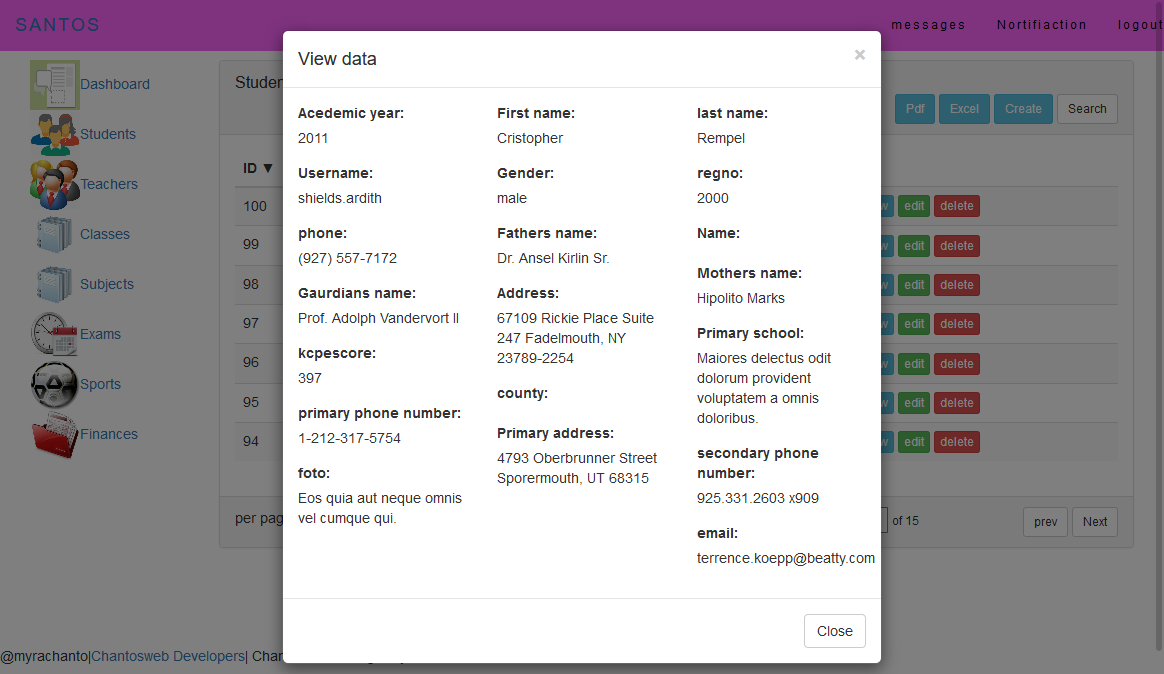 SANTOS
messages Nortifiaction logout
Dashboard
Students
Teachers
Classes
Subjects
Exams
Sports
Finances
Pdf Excel Create Search
ID ▼
100 edit delete
99 edit delete
98 edit delete
97 edit delete
96 edit delete
95 edit delete
94 edit delete
of 15 prev Next
View data ×
Acedemic year:
2011
Username:
shields.ardith
phone:
(927) 557-7172
Gaurdians name:
Prof. Adolph Vandervort II
kcpescore:
397
primary phone number:
1-212-317-5754
foto:
Eos quia aut neque omnis
vel cumque qui.
First name:
Cristopher
Gender:
male
Fathers name:
Dr. Ansel Kirlin Sr.
Address:
67109 Rickie Place Suite
247 Fadelmouth, NY
23789-2254
county:
Primary address:
4793 Oberbrunner Street
Sporermouth, UT 68315
last name:
Rempel
regno:
2000
Name:
Mothers name:
Hipolito Marks
Primary school:
Maiores delectus odit
dolorum provident
voluptatem a omnis
doloribus.
secondary phone
number:
925.331.2603 x909
email:
terrence.koepp@beatty.com
Close
@myrachanto|Chantosweb Developers|